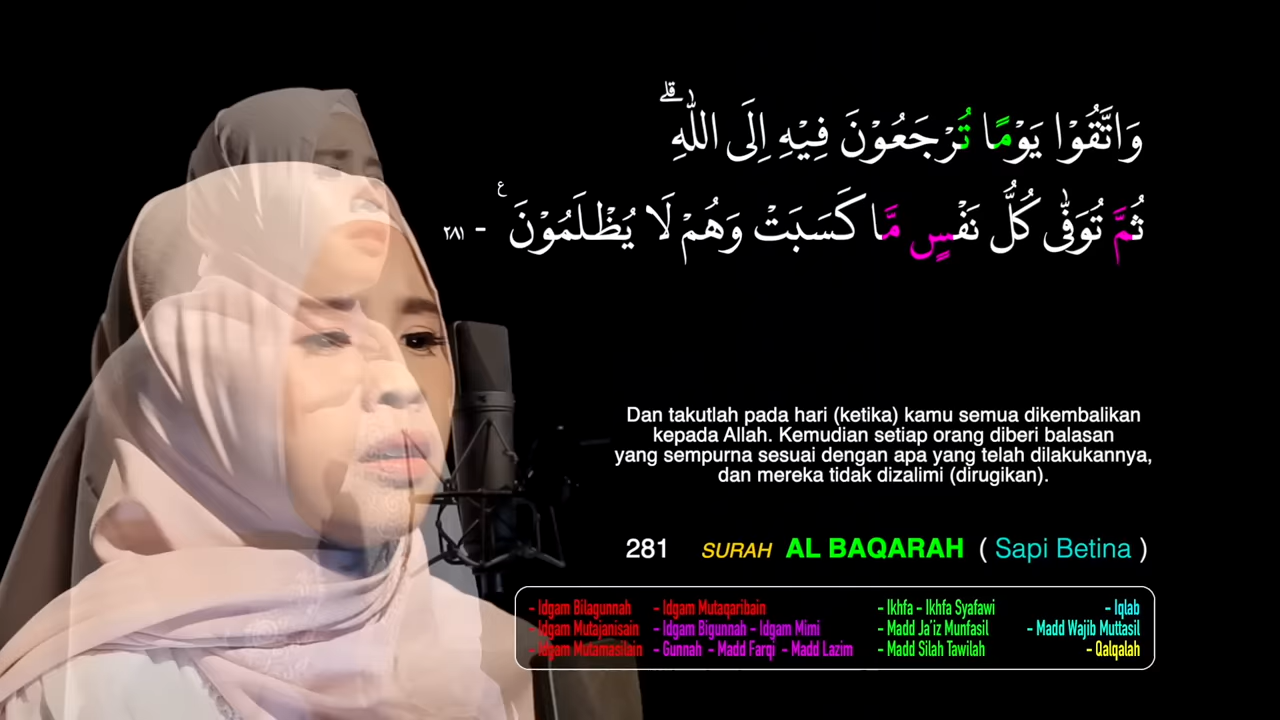 وَاتَّقُوْا يَوْمًا تُرْجَعُوْنَ فِيْهِ اِلَى اللّٰهِ ۗ
ثُمَّ تُوَفّٰى كُلُّ نَفْسٍ مَّا كَسَبَتْ وَهُمْ لَا يُظْلَمُوْنَ ࣖ - ٢٨١
Dan takutlah pada hari (ketika) kamu semua dikembalikan
kepada Allah. Kemudian setiap orang diberi balasan
yang sempurna sesuai dengan apa yang telah dilakukannya,
dan mereka tidak dizalimi (dirugikan).
281 SURAH AL BAQARAH ( Sapi Betina )
- Idgam Bilagunnah - Idgam Mutaqaribain - Ikhfa - Ikhfa Syafawi - Iqlab
- Idgam Mutajanisain - Idgam Bigunnah - Idgam Mimi - Madd Ja'iz Munfasil - Madd Wajib Muttasil
- Idgam Mutamasilain - Gunnah - Madd Farqi - Madd Lazim - Madd Silah Tawilah - Qalqalah